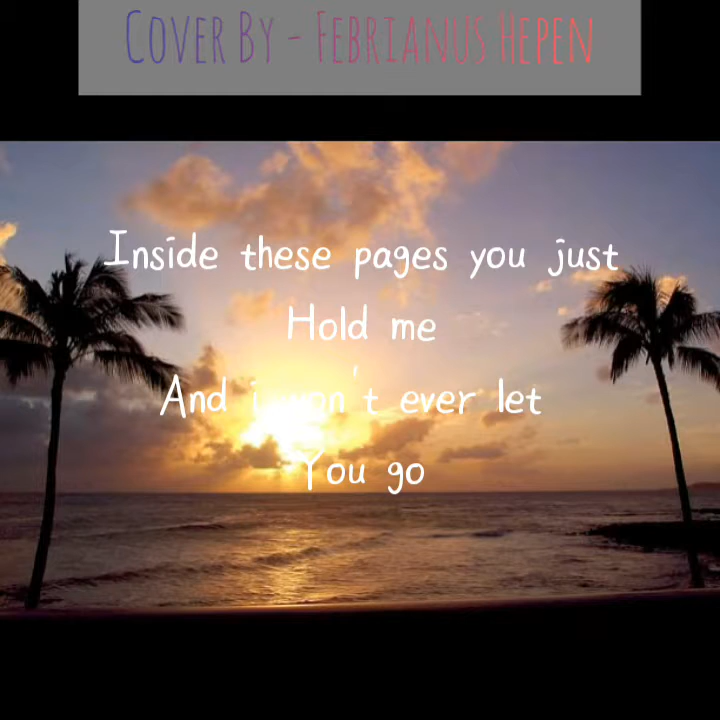 Cover By - Febrianus Hepen
Inside these pages you just
Hold me
And i won't ever let
You go